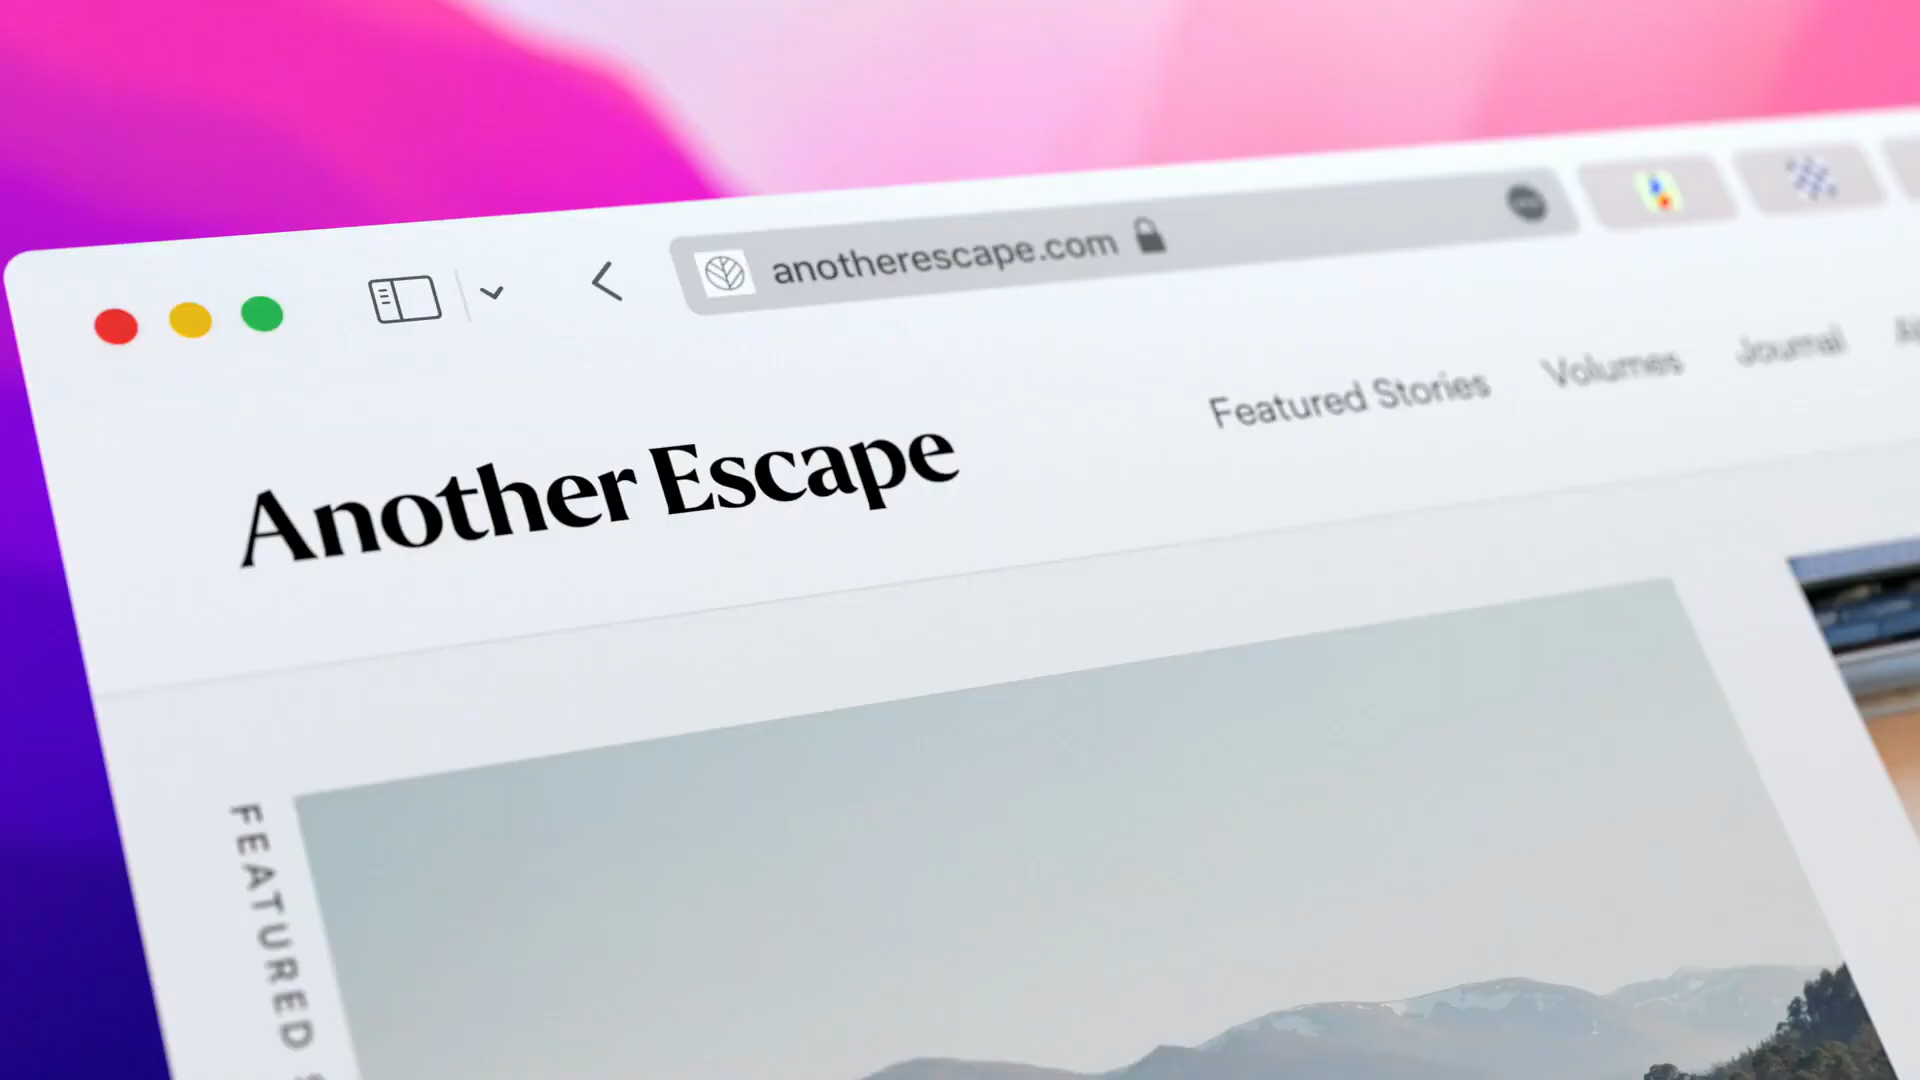 anotherescape.com
Featured Stories
Volumes
Journal
Another Escape
FEATURED